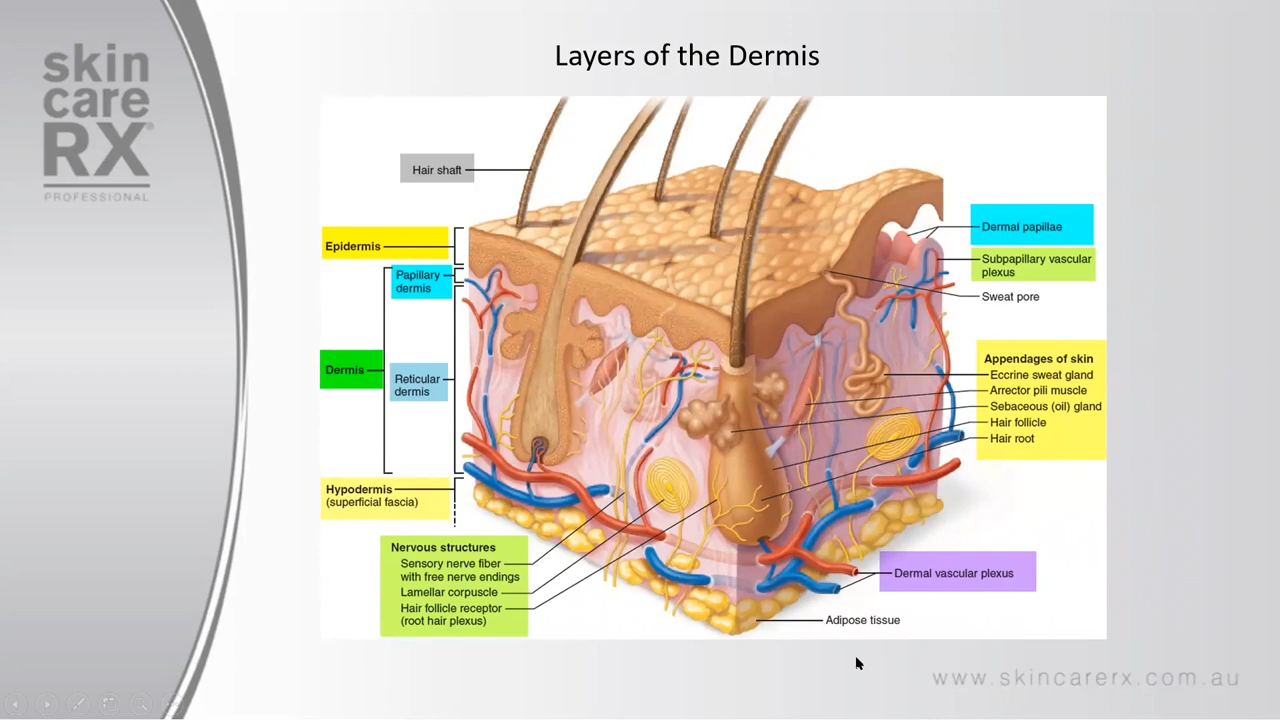 skin
care
RX®
PROFESSIONAL
Layers of the Dermis
Hair shaft
Epidermis
Papillary
dermis
Dermis
Reticular
dermis
Hypodermis
(superficial fascia)
Nervous structures
Sensory nerve fiber
with free nerve endings
Lamellar corpuscle
Hair follicle receptor
(root hair plexus)
Dermal papillae
Subpapillary vascular
plexus
Sweat pore
Appendages of skin
Eccrine sweat gland
Arrector pili muscle
Sebaceous (oil) gland
Hair follicle
Hair root
Dermal vascular plexus
Adipose tissue
www.skincarerx.com.au